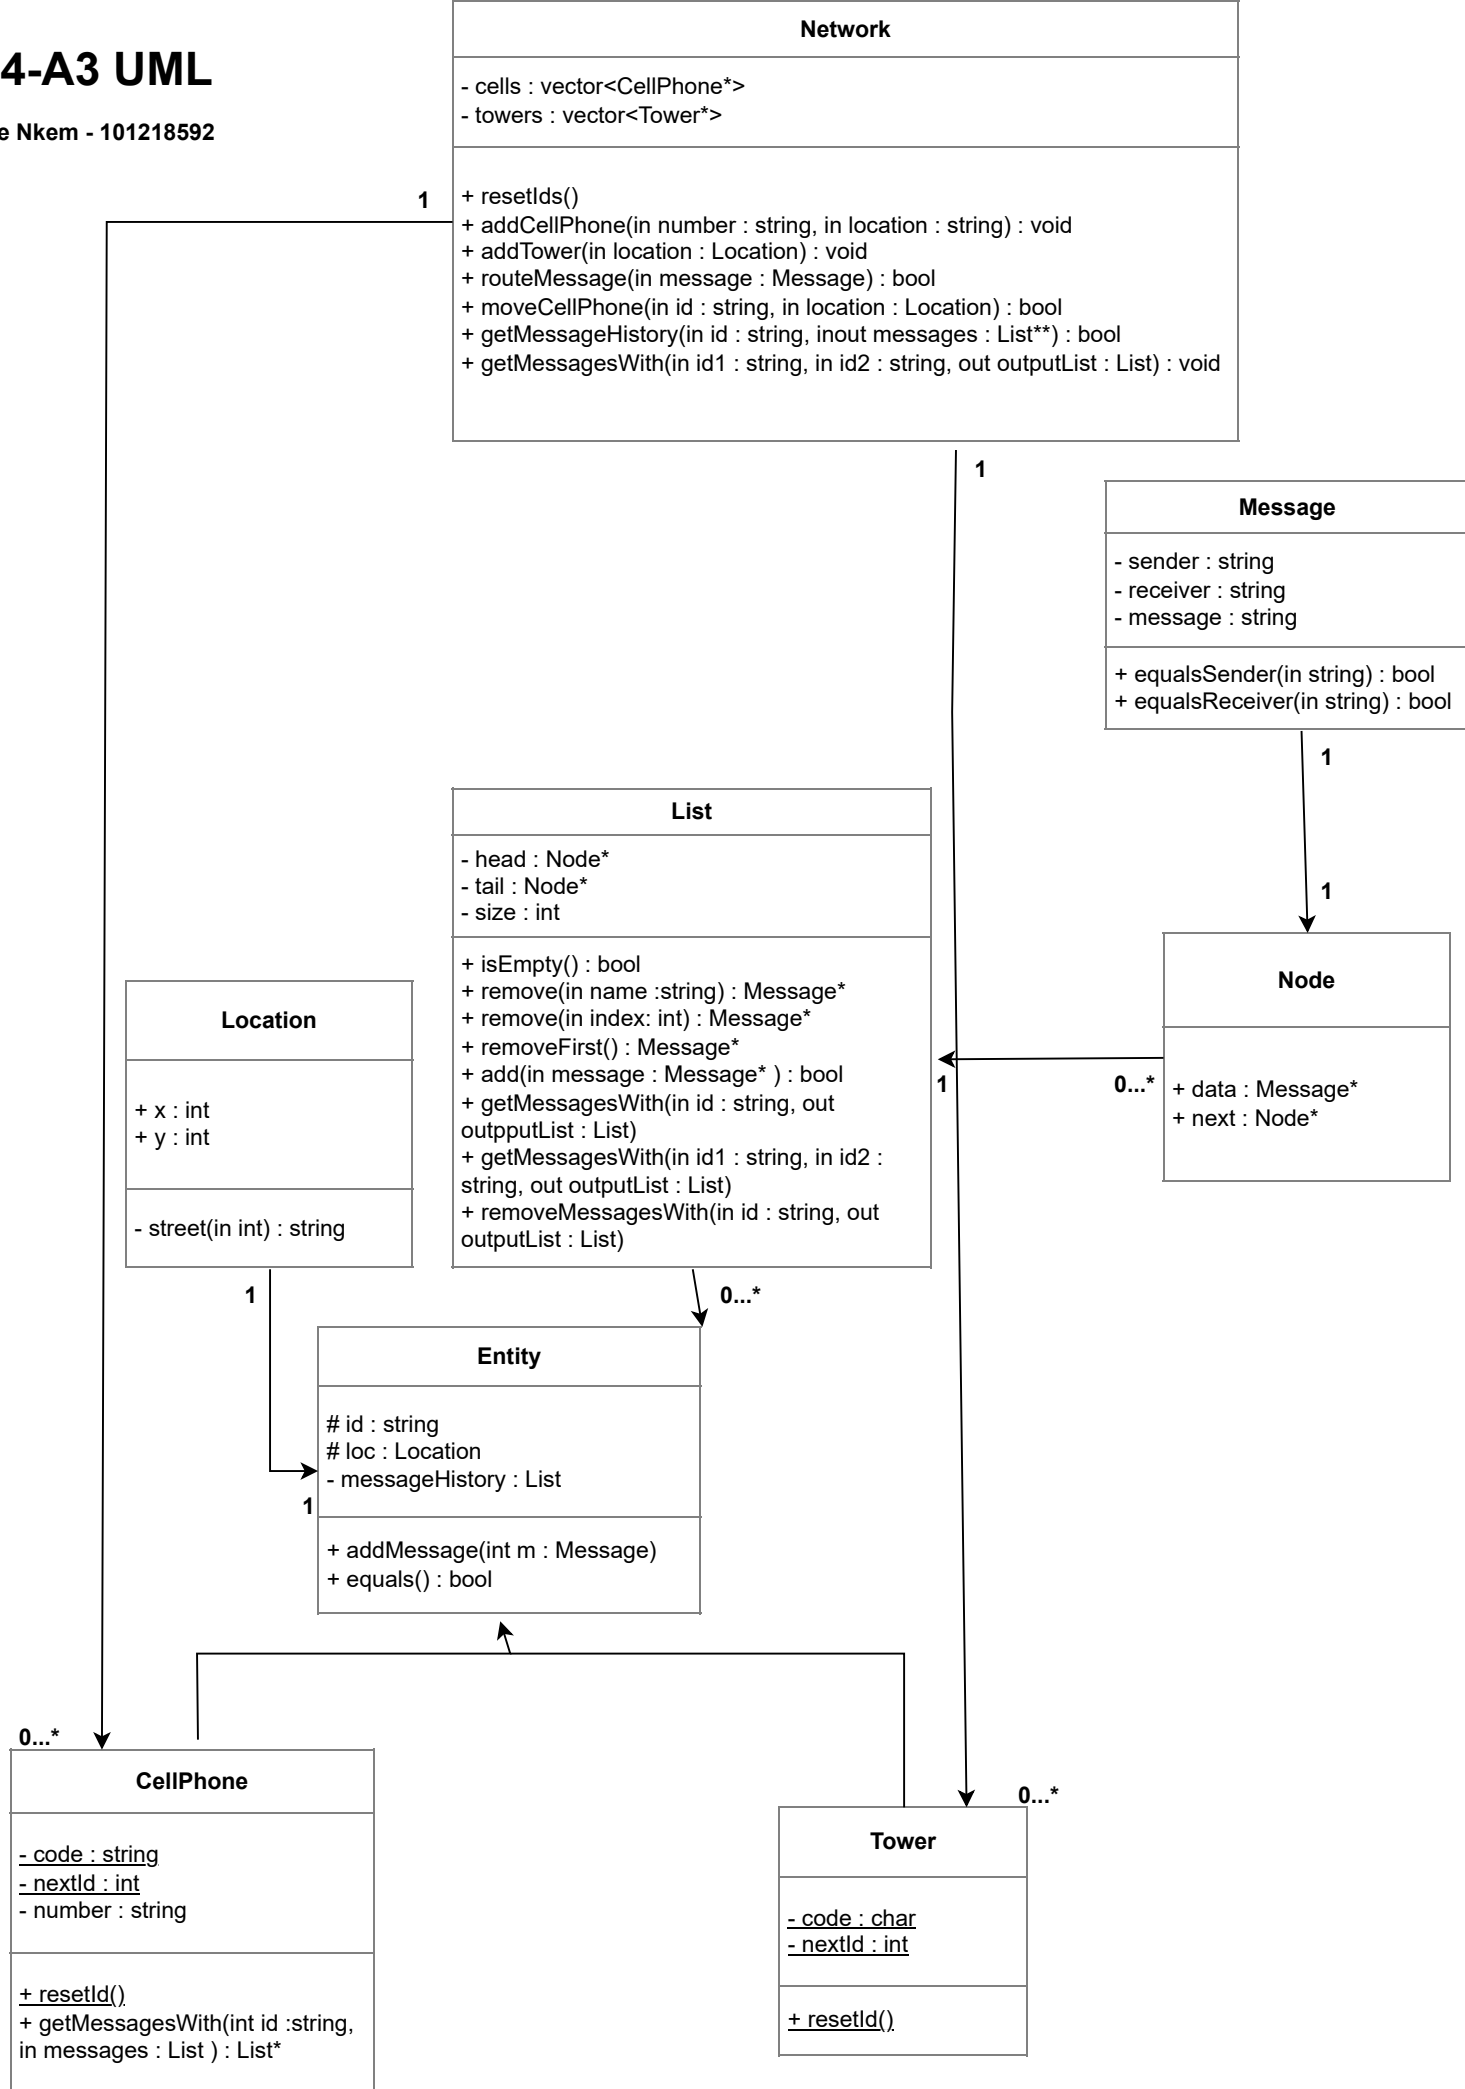 4-A3 UML
e Nkem - 101218592
Network
- cells : vector<CellPhone*>
- towers : vector<Tower*>
+ resetIds()
+ addCellPhone(in number : string, in location : string) : void
+ addTower(in location : Location) : void
+ routeMessage(in message : Message) : bool
+ moveCellPhone(in id : string, in location : Location) : bool
+ getMessageHistory(in id : string, inout messages : List**) : bool
+ getMessagesWith(in id1 : string, in id2 : string, out outputList : List) : void
1
1
Message
- sender : string
- receiver : string
- message : string
+ equalsSender(in string) : bool
+ equalsReceiver(in string) : bool
1
1
List
- head : Node*
- tail : Node*
- size : int
+ isEmpty() : bool
+ remove(in name :string) : Message*
+ remove(in index: int) : Message*
+ removeFirst() : Message*
+ add(in message : Message* ) : bool
+ getMessagesWith(in id : string, out
outpputList : List)
+ getMessagesWith(in id1 : string, in id2 :
string, out outputList : List)
+ removeMessagesWith(in id : string, out
outputList : List)
Node
+ data : Message*
+ next : Node*
1
0...*
Location
+ x : int
+ y : int
- street(in int) : string
1
0...*
Entity
# id : string
# loc : Location
- messageHistory : List
+ addMessage(int m : Message)
+ equals() : bool
1
0...*
CellPhone
- code : string
- nextId : int
- number : string
+ resetId()
+ getMessagesWith(int id :string,
in messages : List ) : List*
0...*
Tower
- code : char
- nextId : int
+ resetId()